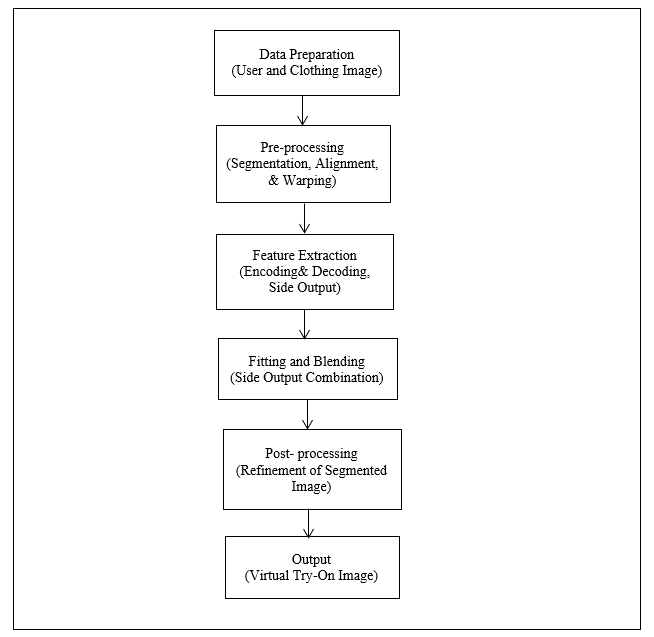 Data Preparation
(User and Clothing Image)
Pre-processing
(Segmentation, Alignment,
& Warping)
Feature Extraction
(Encoding& Decoding,
Side Output)
Fitting and Blending
(Side Output Combination)
Post- processing
(Refinement of Segmented
Image)
Output
(Virtual Try-On Image)